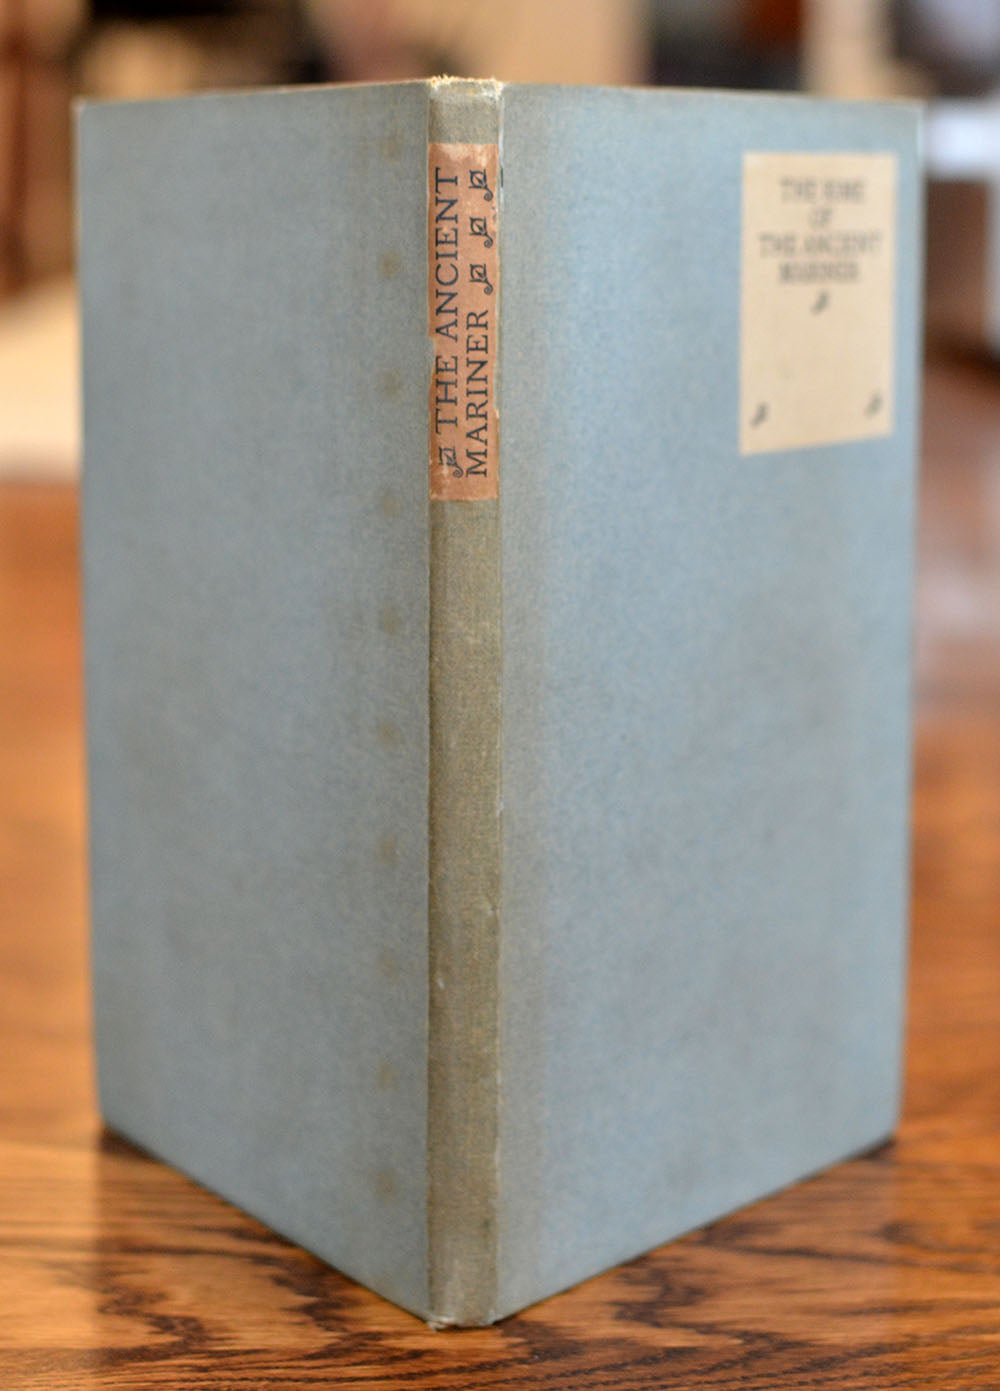 THE ANCIENT
MARINER
THE RIME
OF
THE ANCIENT
MARINER